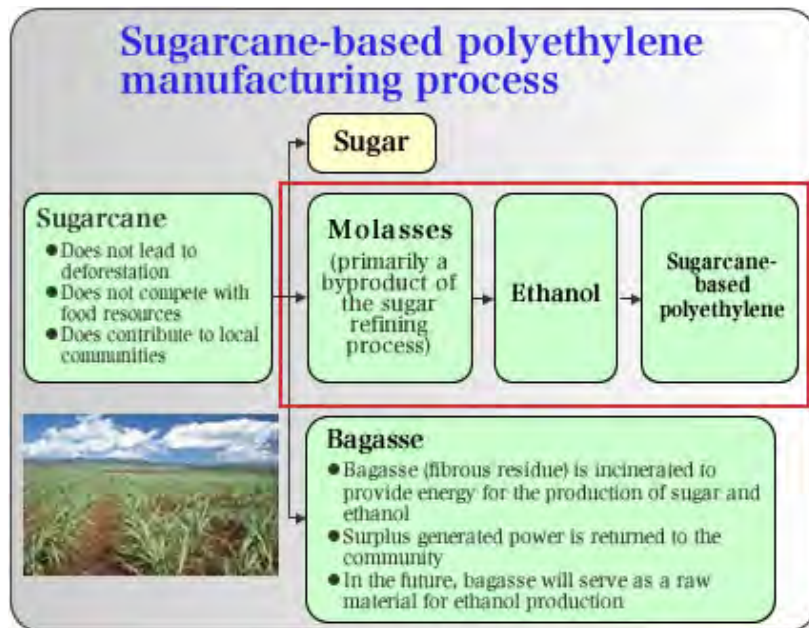 Sugarcane-based polyethylene
manufacturing process
Sugar
Sugarcane
●Does not lead to
deforestation
●Does not compete with
food resources
●Does contribute to local
communities
Molasses
(primarily a
byproduct of
the sugar
refining
process)
Ethanol
Sugarcane-
based
polyethylene
Bagasse
●Bagasse (fibrous residue) is incinerated to
provide energy for the production of sugar and
ethanol
●Surplus generated power is returned to the
community
●In the future, bagasse will serve as a raw
material for ethanol production